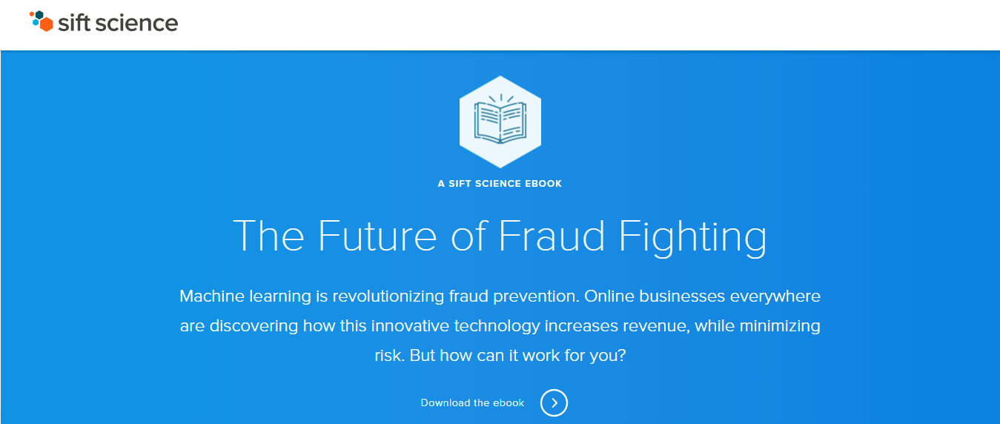 sift science
A SIFT SCIENCE EBOOK
The Future of Fraud Fighting
Machine learning is revolutionizing fraud prevention. Online businesses everywhere
are discovering how this innovative technology increases revenue, while minimizing
risk. But how can it work for you?
Download the ebook